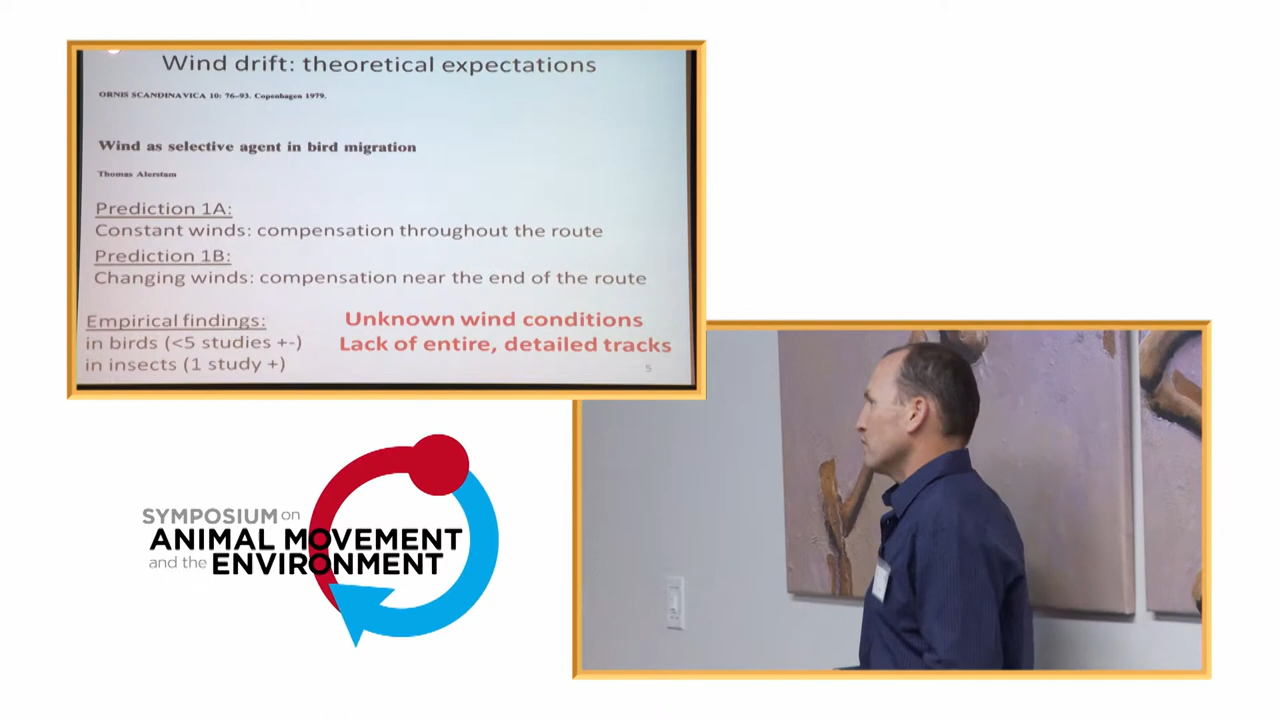 Wind drift: theoretical expectations
ORNIS SCANDINAVICA 10: 76–93. Copenhagen 1979.
Wind as selective agent in bird migration
Thomas Alerstam
Prediction 1A:
Constant winds: compensation throughout the route
Prediction 1B:
Changing winds: compensation near the end of the route
Empirical findings:
in birds (<5 studies +-)
in insects (1 study +)
Unknown wind conditions
Lack of entire, detailed tracks
5
SYMPOSIUM on
ANIMAL MOVEMENT
and the ENVIRONMENT